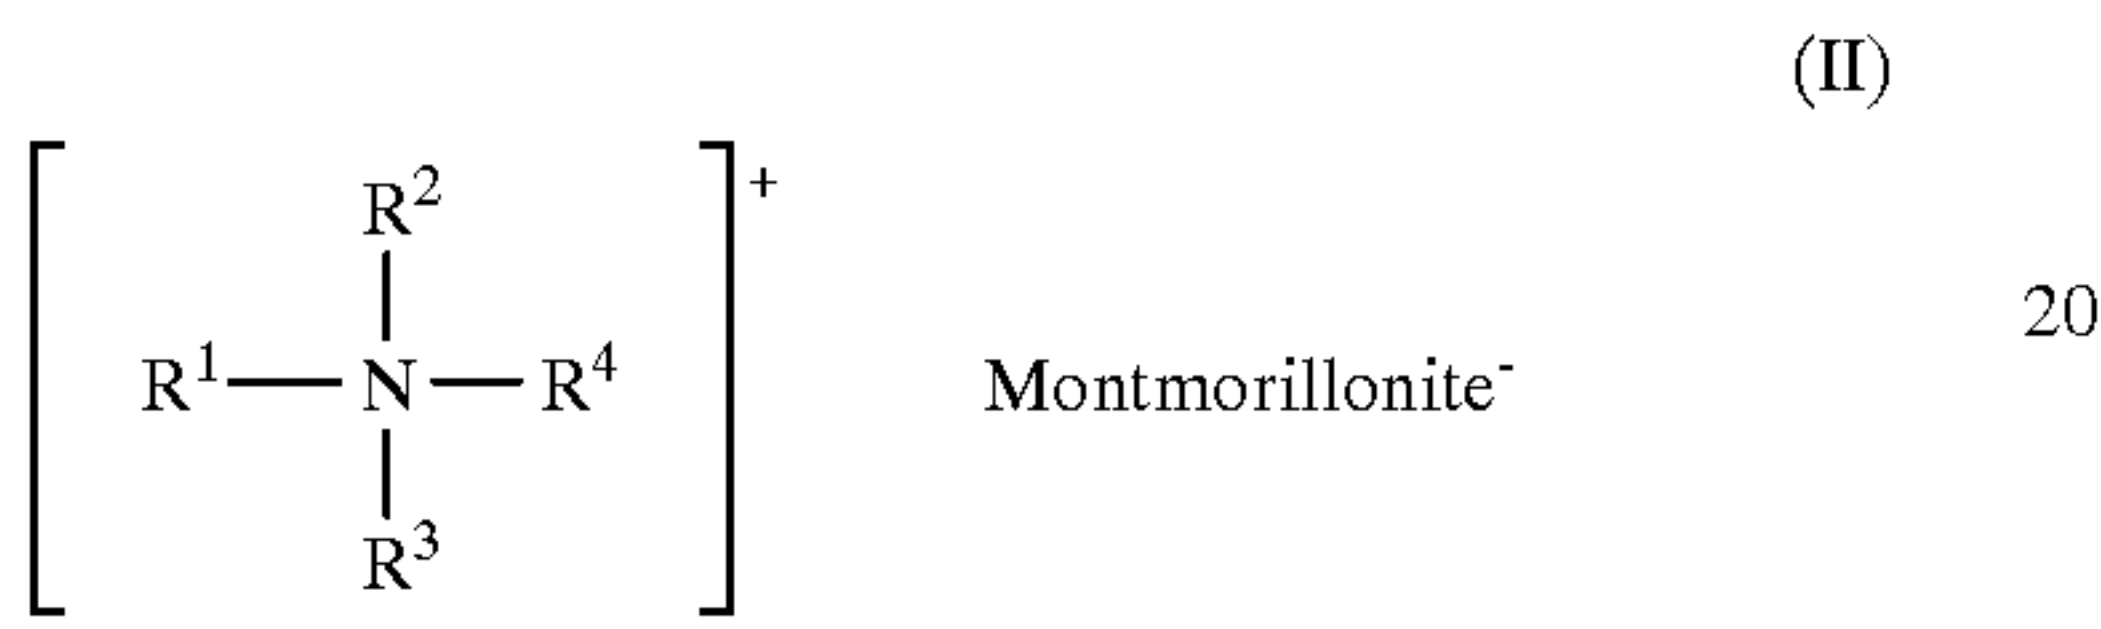 (II)
R²
+
R¹—N—R⁴ Montmorillonite⁻
20
R³